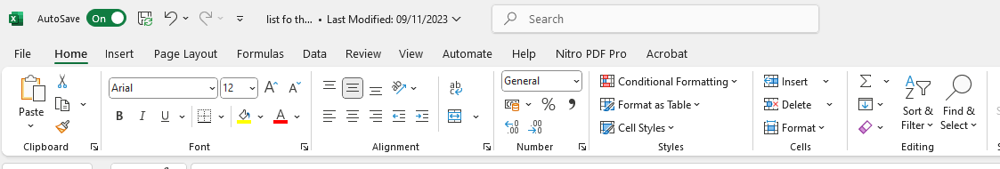 AutoSave On list fo th... • Last Modified: 09/11/2023 Search
File Home Insert Page Layout Formulas Data Review View Automate Help Nitro PDF Pro Acrobat
Arial 12 A A ab General Conditional Formatting Insert Σ A
Paste B I U A c % , Format as Table Delete Z Sort & Find &
Cell Styles Format Filter Select
Clipboard Font Alignment Number Styles Cells Editing